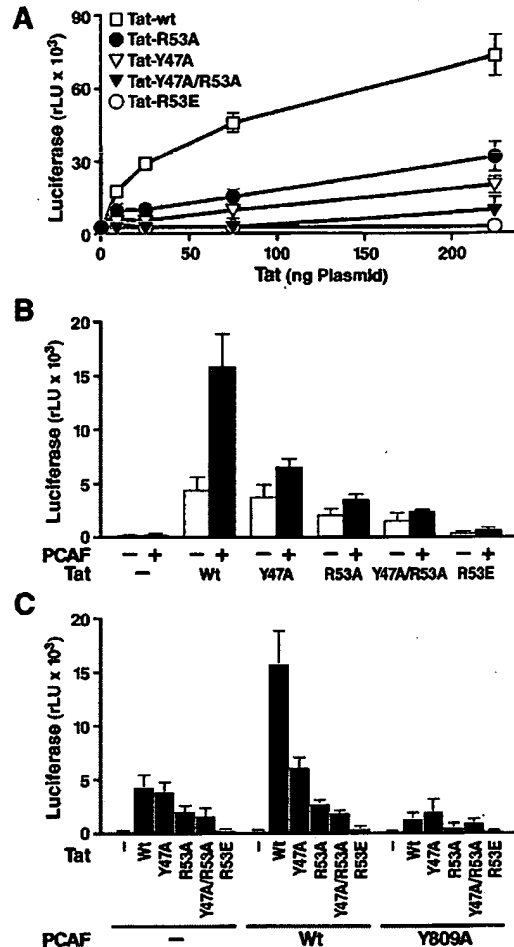 A
Luciferase (rLU x 10³)
90
60
30
0
Tat-wt
Tat-R53A
Tat-Y47A
Tat-Y47A/R53A
Tat-R53E
0 50 100 150 200
Tat (ng Plasmid)
B
Luciferase (rLU x 10³)
20
15
10
5
0
PCAF − + − + − + − + − + − +
Tat − Wt Y47A R53A Y47A/R53A R53E
C
Luciferase (rLU x 10³)
20
15
10
5
0
Tat − Wt Y47A R53A Y47A/R53A R53E − Wt Y47A R53A Y47A/R53A R53E − Wt Y47A R53A Y47A/R53A R53E
PCAF − Wt Y809A